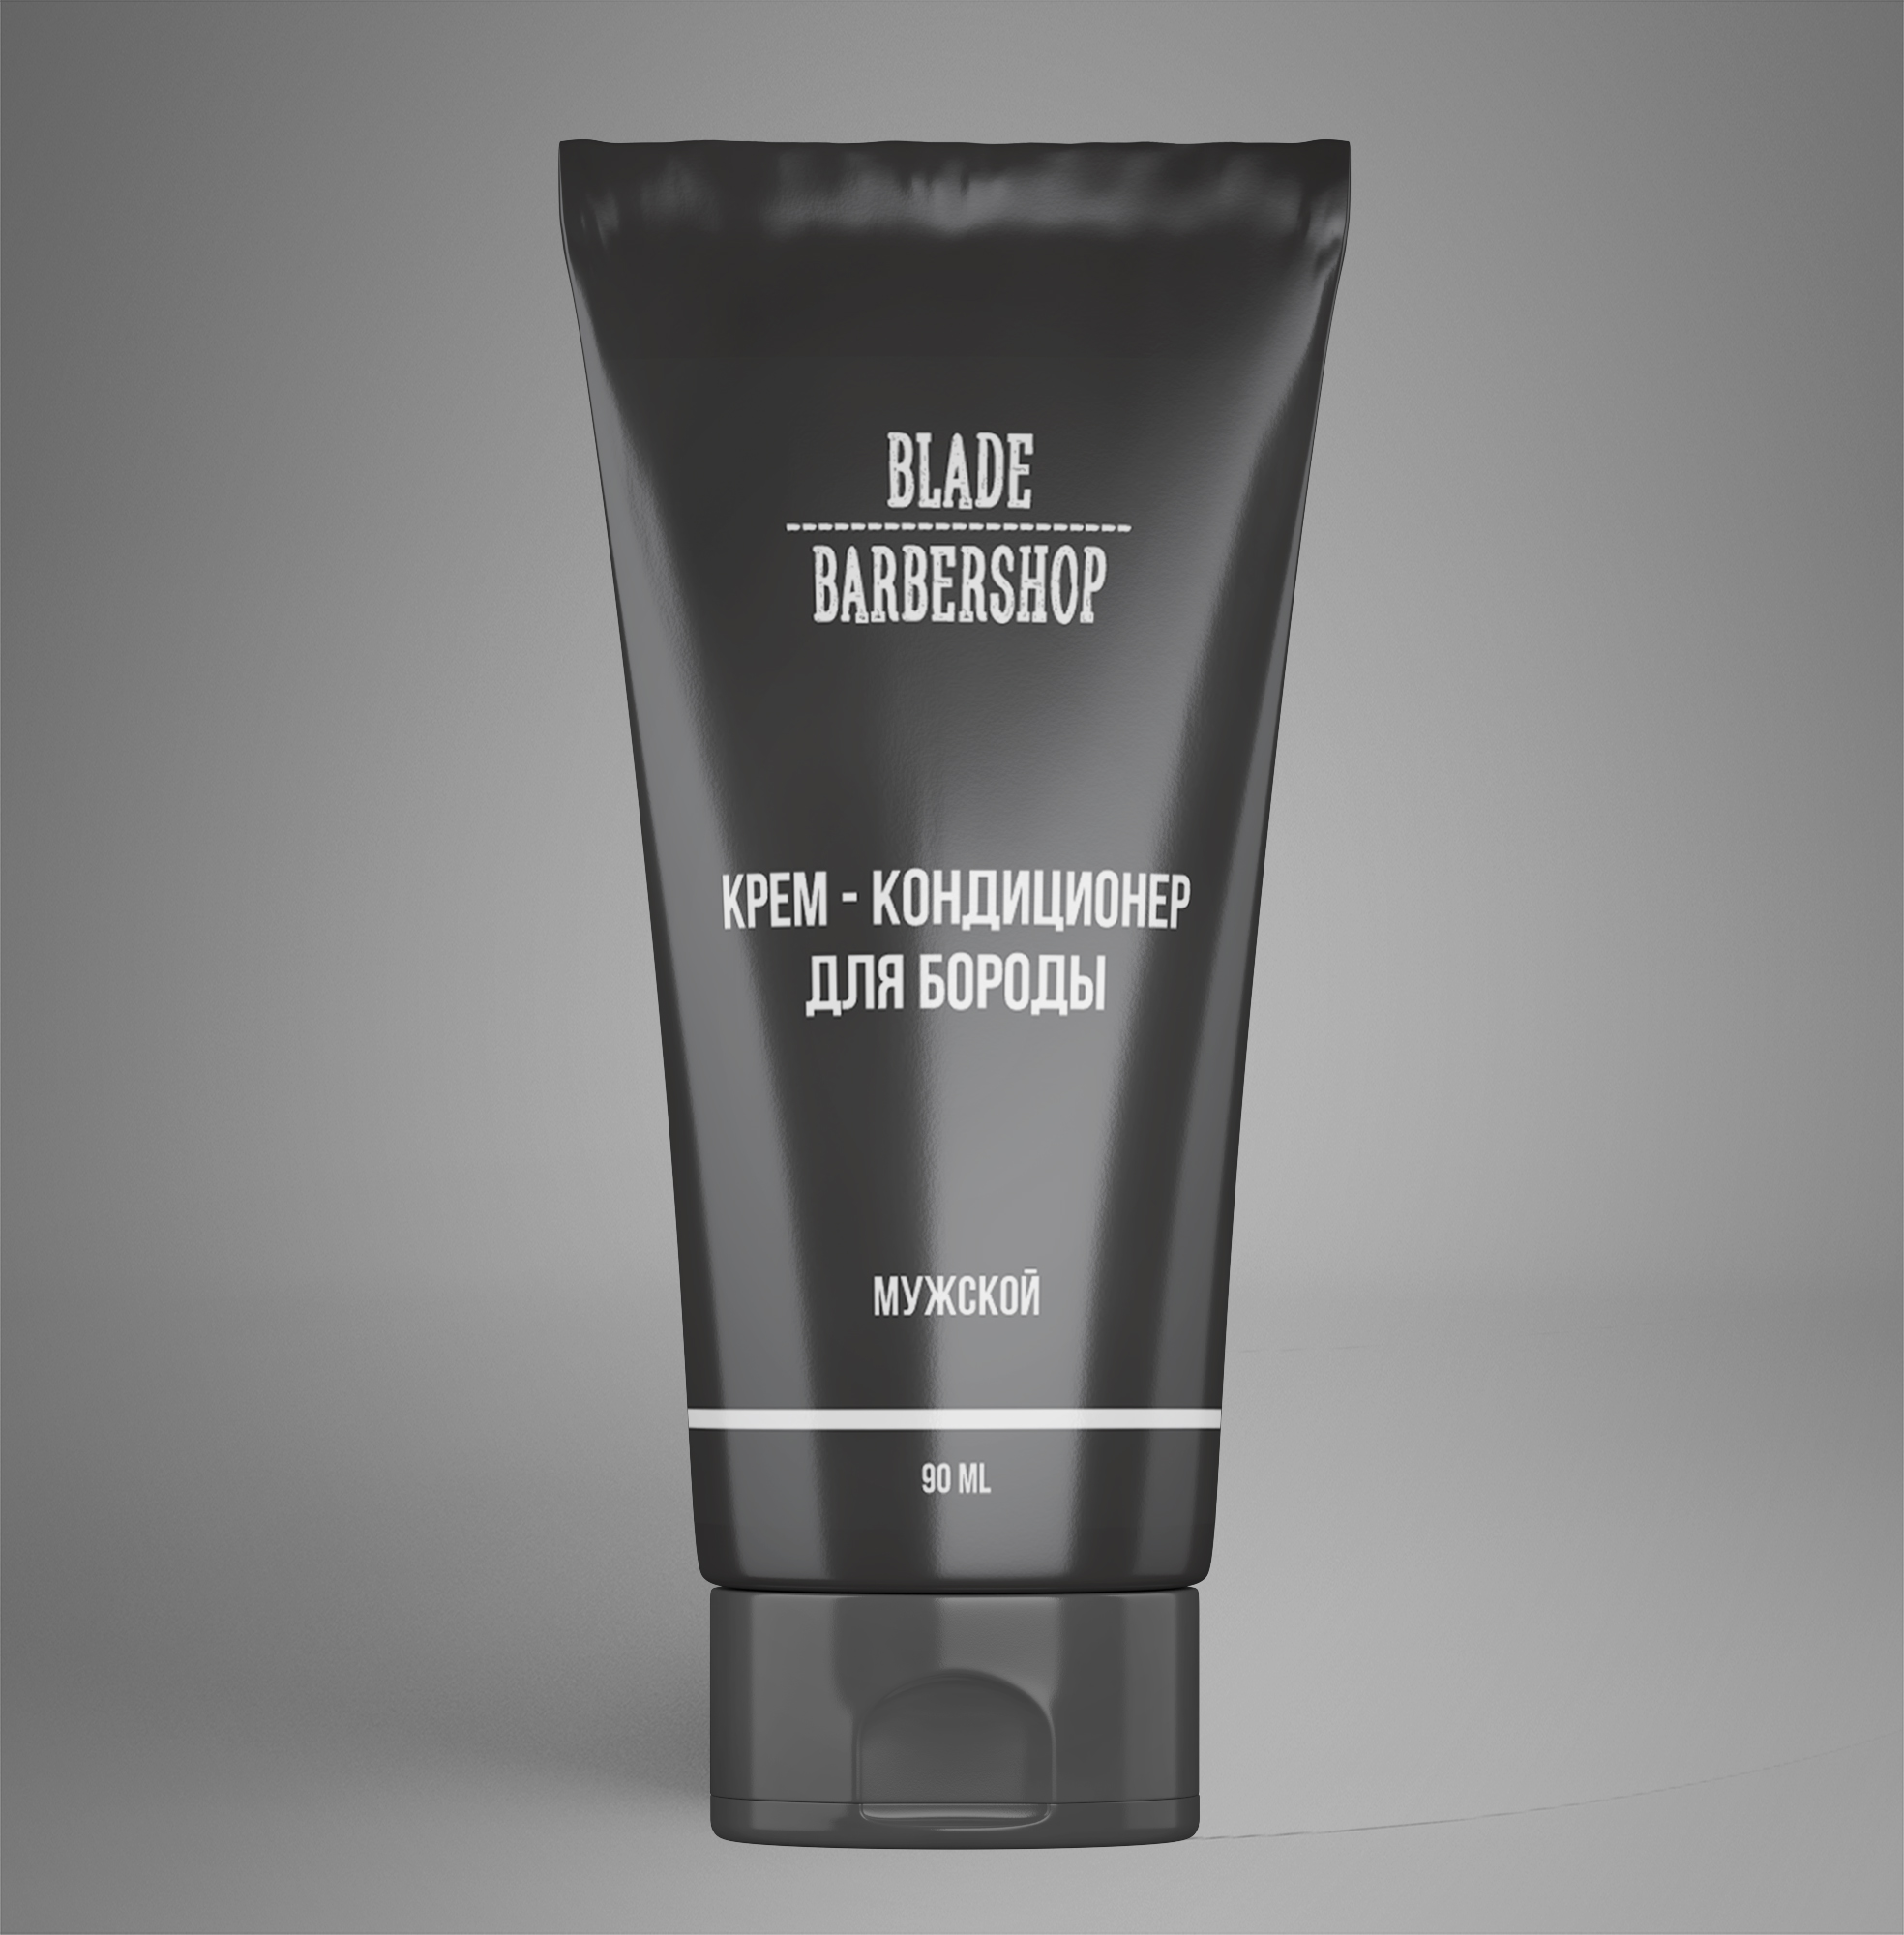 BLADE
BARBERSHOP
КРЕМ - КОНДИЦИОНЕР
ДЛЯ БОРОДЫ
МУЖСКОЙ
90 ML